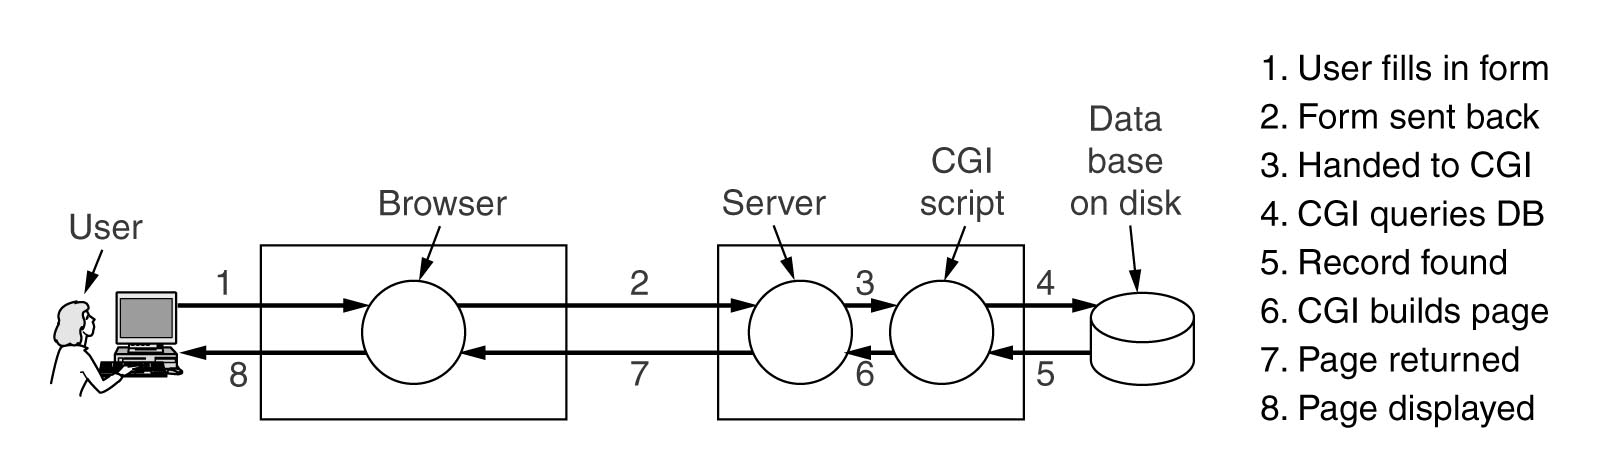 User
Browser
Server
CGI
script
Data
base
on disk
1
2
3
4
8
7
6
5
1. User fills in form
2. Form sent back
3. Handed to CGI
4. CGI queries DB
5. Record found
6. CGI builds page
7. Page returned
8. Page displayed